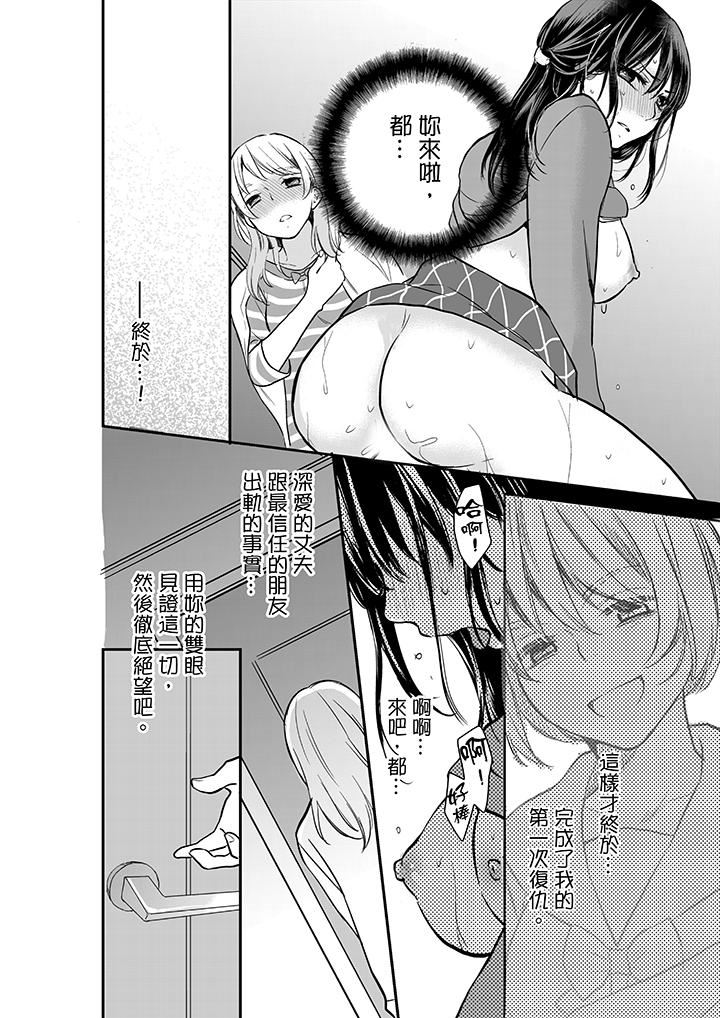 妳來啦，
都…
——終於…！
哈啊！
深愛的丈夫
跟最信任的朋友
出軌的事實…
這樣才終於…
完成了我的
第一次復仇。
啊啊…
來吧，都…
啊！
好棒
用妳的雙眼
見證這一切，
然後徹底絕望吧。